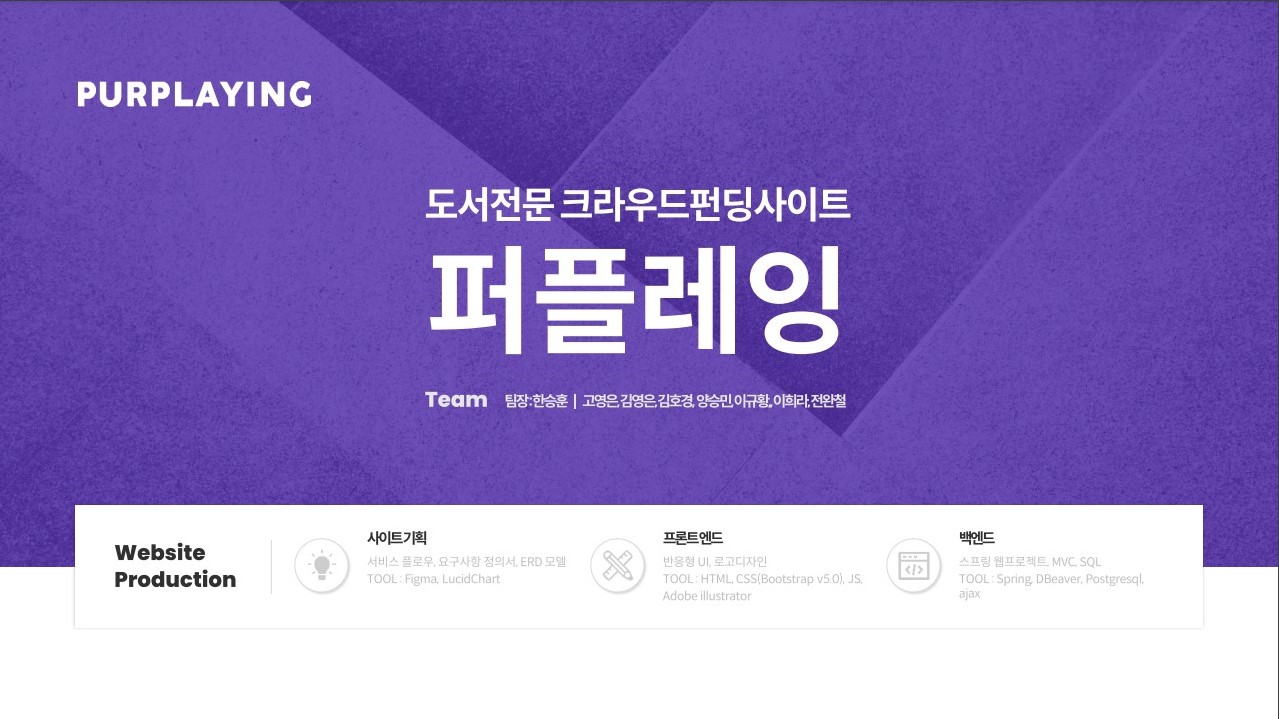 PURPLAYING
도서전문 크라우드펀딩사이트
퍼플레잉
Team 팀장:한승훈 | 고영은, 김영은, 김호경, 양승민, 이규황,, 이희라, 전완철
Website
Production
사이트 기획
서비스 플로우, 요구사항 정의서, ERD 모델
TOOL : Figma, LucidChart
프론트엔드
반응형 UI, 로고디자인
TOOL : HTML, CSS(Bootstrap v5.0), JS,
Adobe illustrator
백엔드
스프링 웹프로젝트, MVC, SQL
TOOL : Spring, DBeaver, Postgresql,
ajax